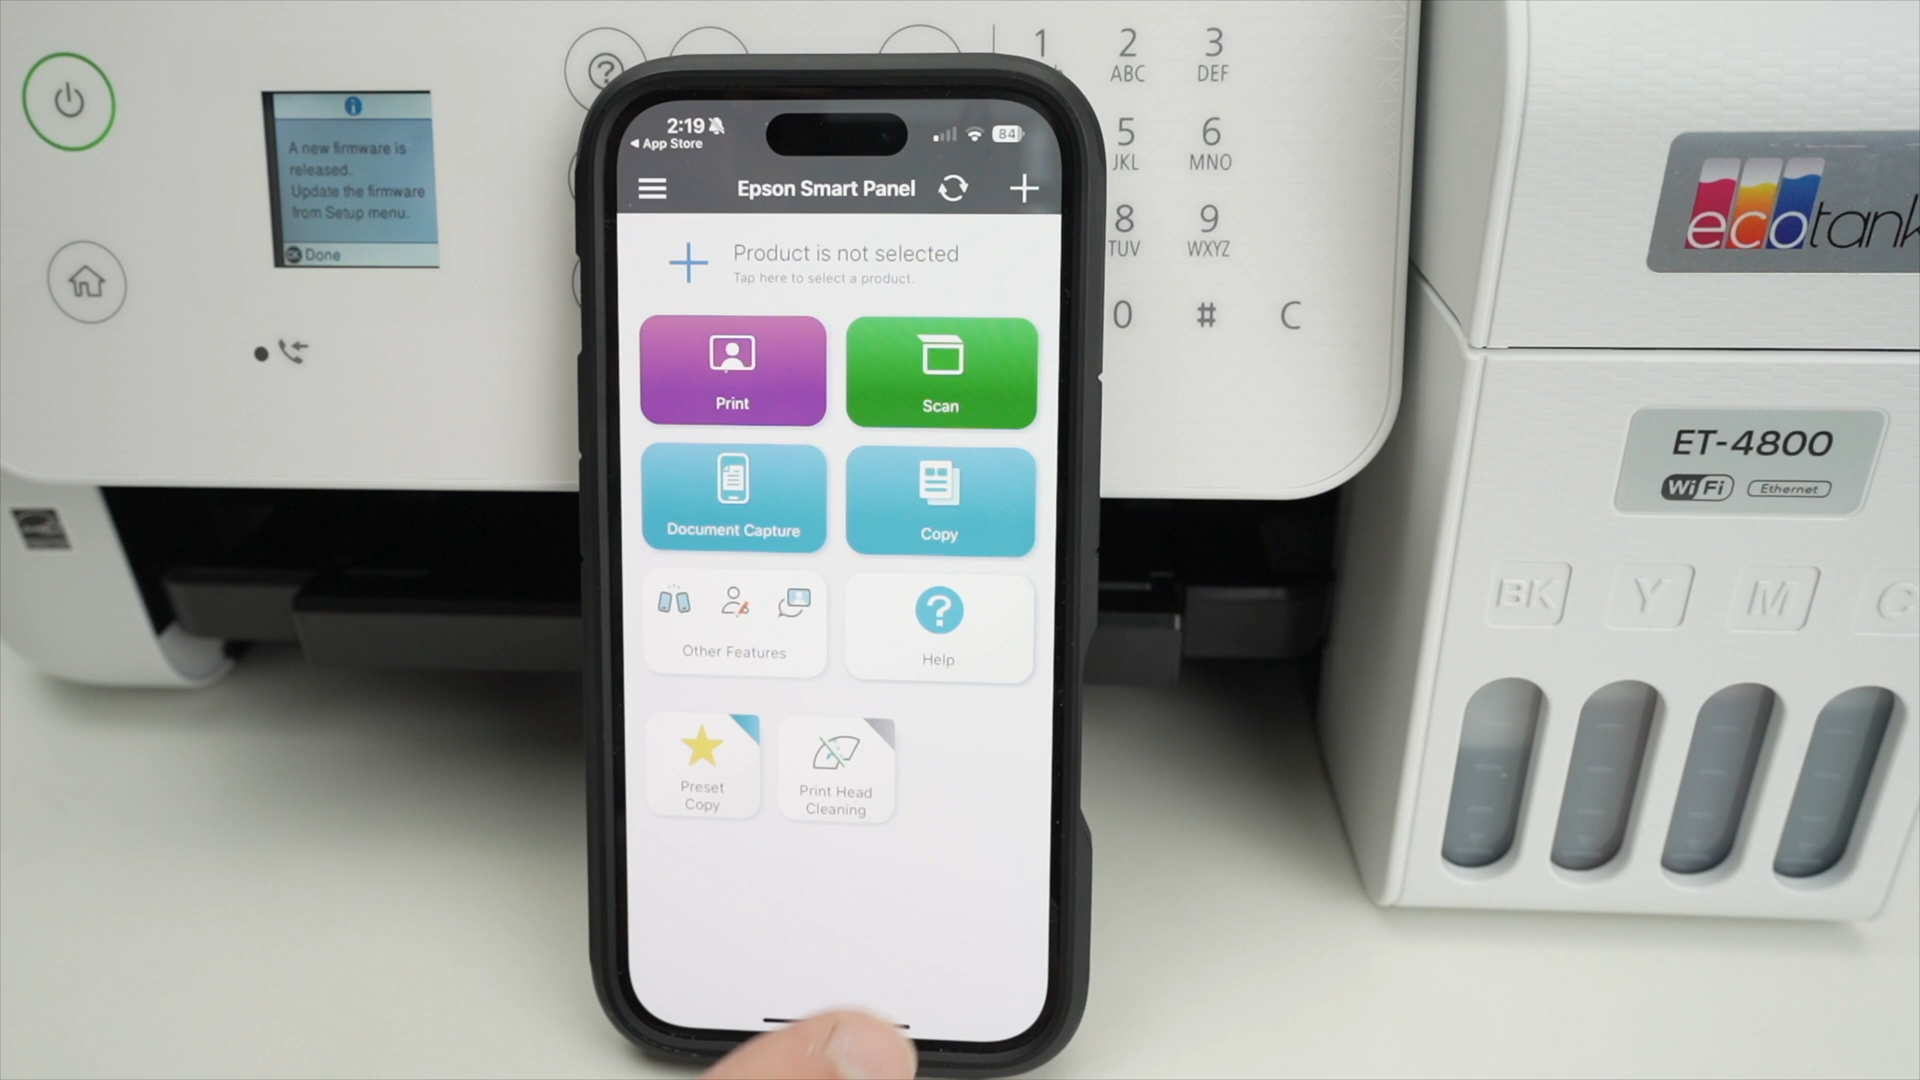 A new firmware is
released.
Update the firmware
from Setup menu.
OK Done
2:19
84
◀ App Store
Epson Smart Panel
Product is not selected
Tap here to select a product.
Print
Scan
Document Capture
Copy
Other Features
Help
Preset
Copy
Print Head
Cleaning
1
2
ABC
3
DEF
5
JKL
6
MNO
8
TUV
9
WXYZ
0
#
C
ecotank
ET-4800
WiFi
Ethernet
BK
Y
M
C